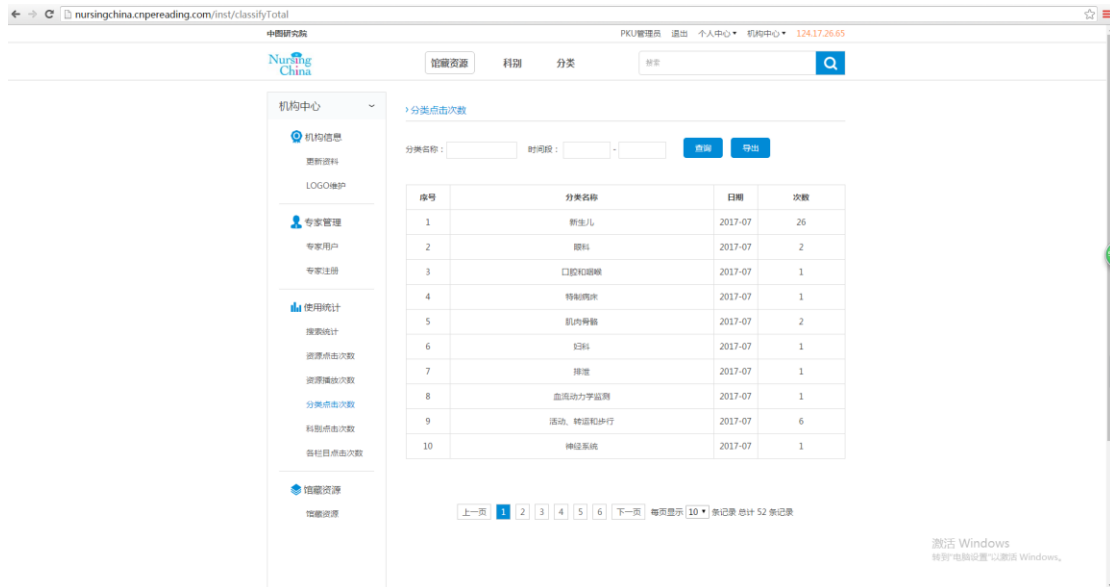 nursingchina.cnpereading.com/inst/classifyTotal
中图研究院 PKU管理员 退出 个人中心 机构中心 124.17.26.65
Nursing China 馆藏资源 科别 分类 搜索
机构中心
机构信息
更新资料
LOGO维护
专家管理
专家用户
专家注册
使用统计
搜索统计
资源点击次数
资源播放次数
分类点击次数
科别点击次数
各栏目点击次数
馆藏资源
馆藏资源
分类点击次数
分类名称： 时间段： - 查询 导出
序号 分类名称 日期 次数
1 新生儿 2017-07 26
2 眼科 2017-07 2
3 口腔和咽喉 2017-07 1
4 特制病床 2017-07 1
5 肌肉骨骼 2017-07 2
6 妇科 2017-07 1
7 排泄 2017-07 1
8 血流动力学监测 2017-07 1
9 活动、转运和步行 2017-07 6
10 神经系统 2017-07 1
上一页 1 2 3 4 5 6 下一页 每页显示 10 条记录 总计 52 条记录
激活 Windows
转到"电脑设置"以激活 Windows。